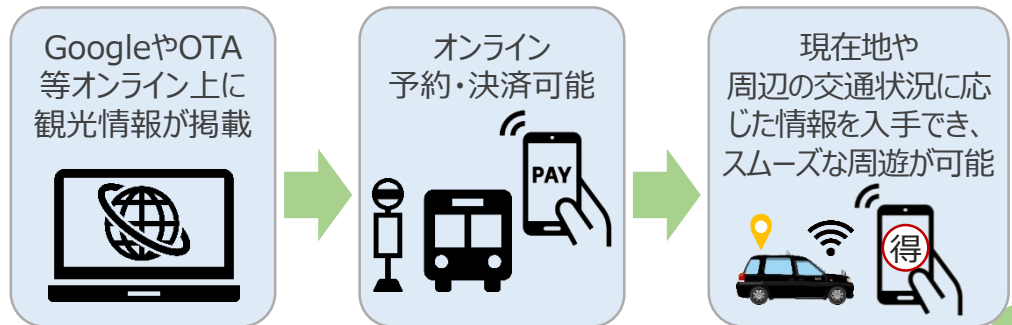 GoogleやOTA
等オンライン上に
観光情報が掲載
オンライン
予約・決済可能
PAY
現在地や
周辺の交通状況に応
じた情報を入手でき、
スムーズな周遊が可能
得